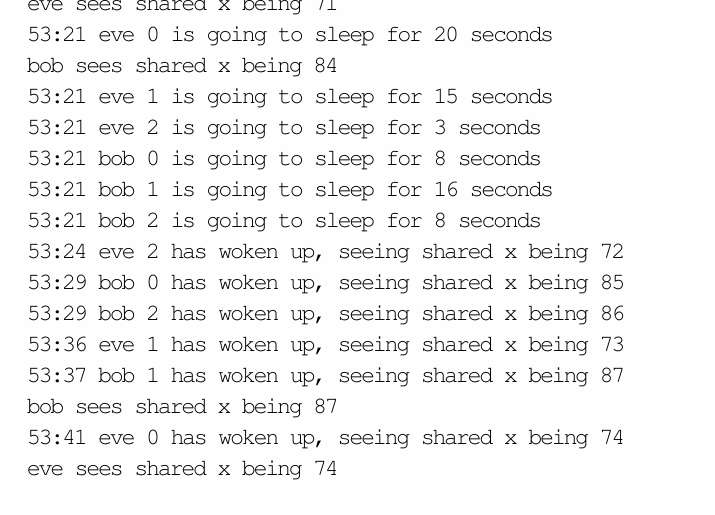 eve sees shared x being 71
53:21 eve 0 is going to sleep for 20 seconds
bob sees shared x being 84
53:21 eve 1 is going to sleep for 15 seconds
53:21 eve 2 is going to sleep for 3 seconds
53:21 bob 0 is going to sleep for 8 seconds
53:21 bob 1 is going to sleep for 16 seconds
53:21 bob 2 is going to sleep for 8 seconds
53:24 eve 2 has woken up, seeing shared x being 72
53:29 bob 0 has woken up, seeing shared x being 85
53:29 bob 2 has woken up, seeing shared x being 86
53:36 eve 1 has woken up, seeing shared x being 73
53:37 bob 1 has woken up, seeing shared x being 87
bob sees shared x being 87
53:41 eve 0 has woken up, seeing shared x being 74
eve sees shared x being 74